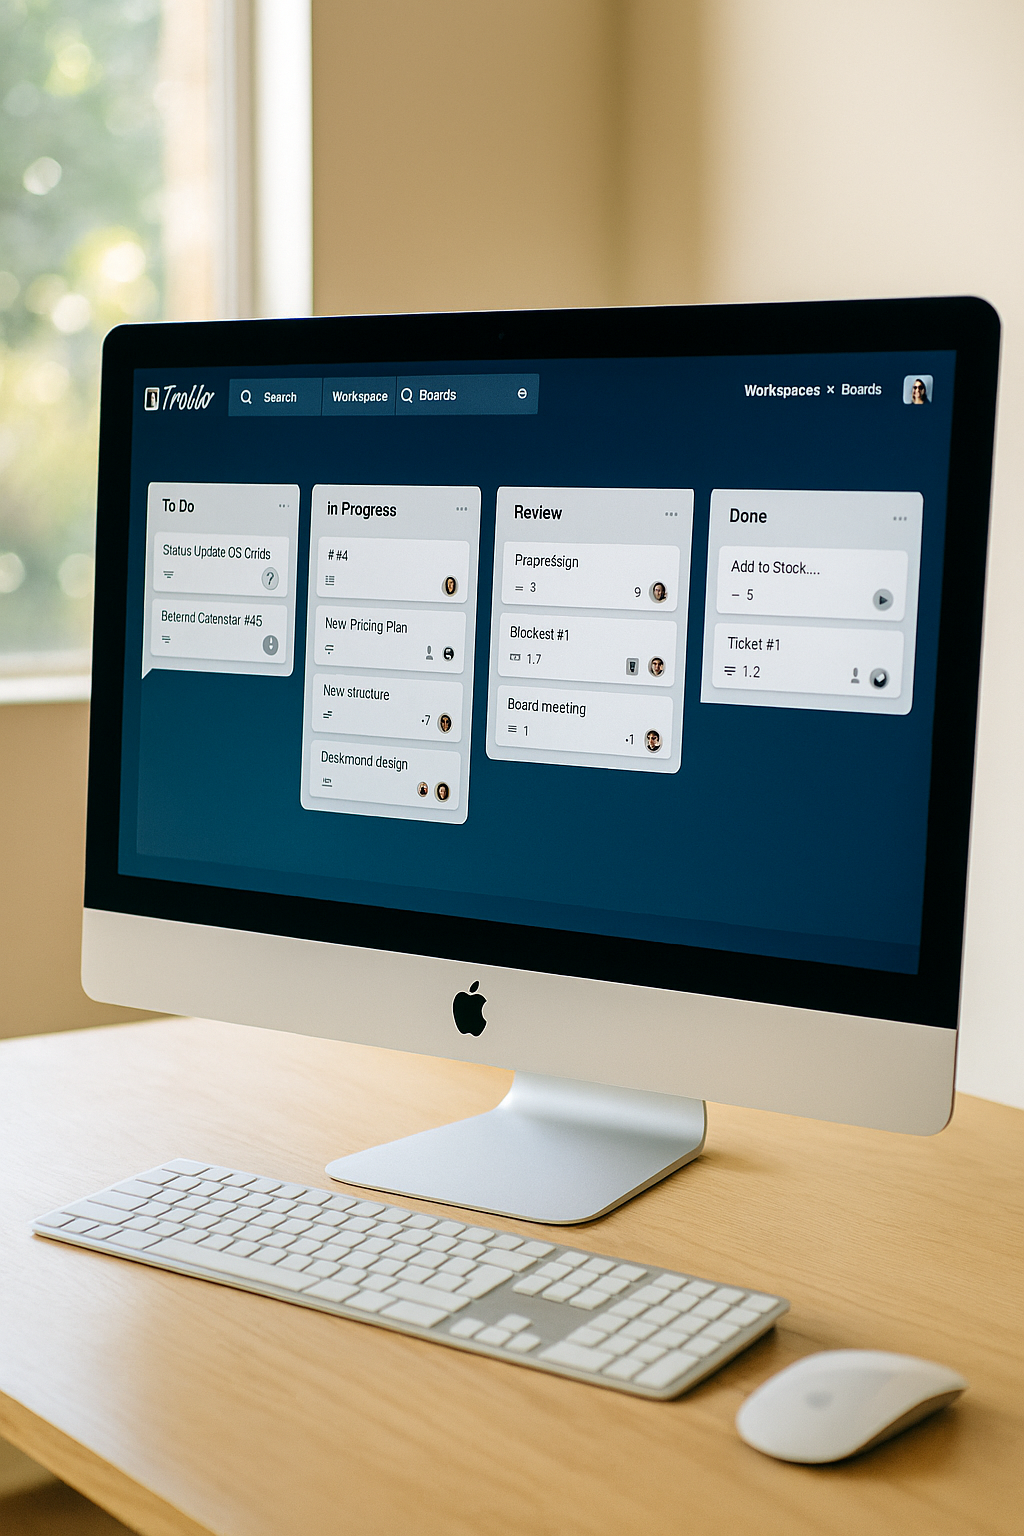 Trollo
Search
Workspace
Boards
Workspaces × Boards
To Do
Status Update OS Crrids
?
Beternd Catenstar #45
in Progress
##4
New Pricing Plan
New structure
·7
Deskmond design
Review
Prapressign
3
9
Blockest #1
1.7
Board meeting
1
·1
Done
Add to Stock....
5
Ticket #1
1.2